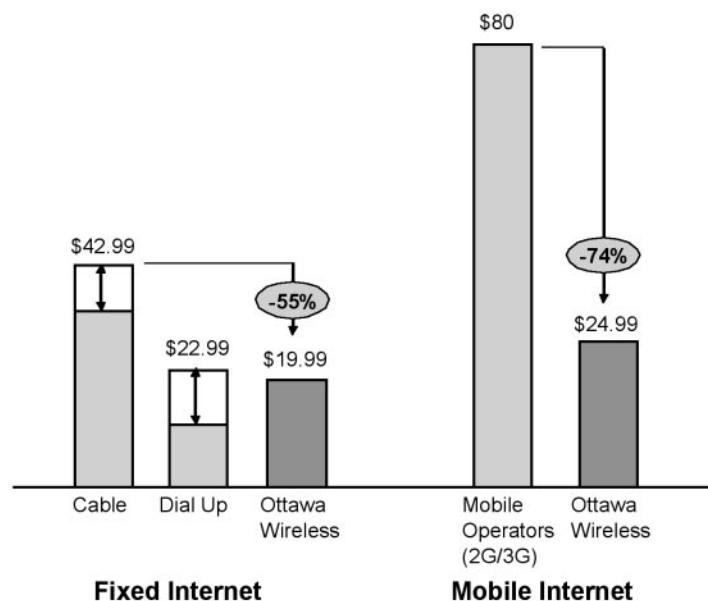 $80
$42.99
-74%
-55%
$22.99
$19.99
$24.99
Cable
Dial Up
Ottawa
Wireless
Mobile
Operators
(2G/3G)
Ottawa
Wireless
Fixed Internet
Mobile Internet